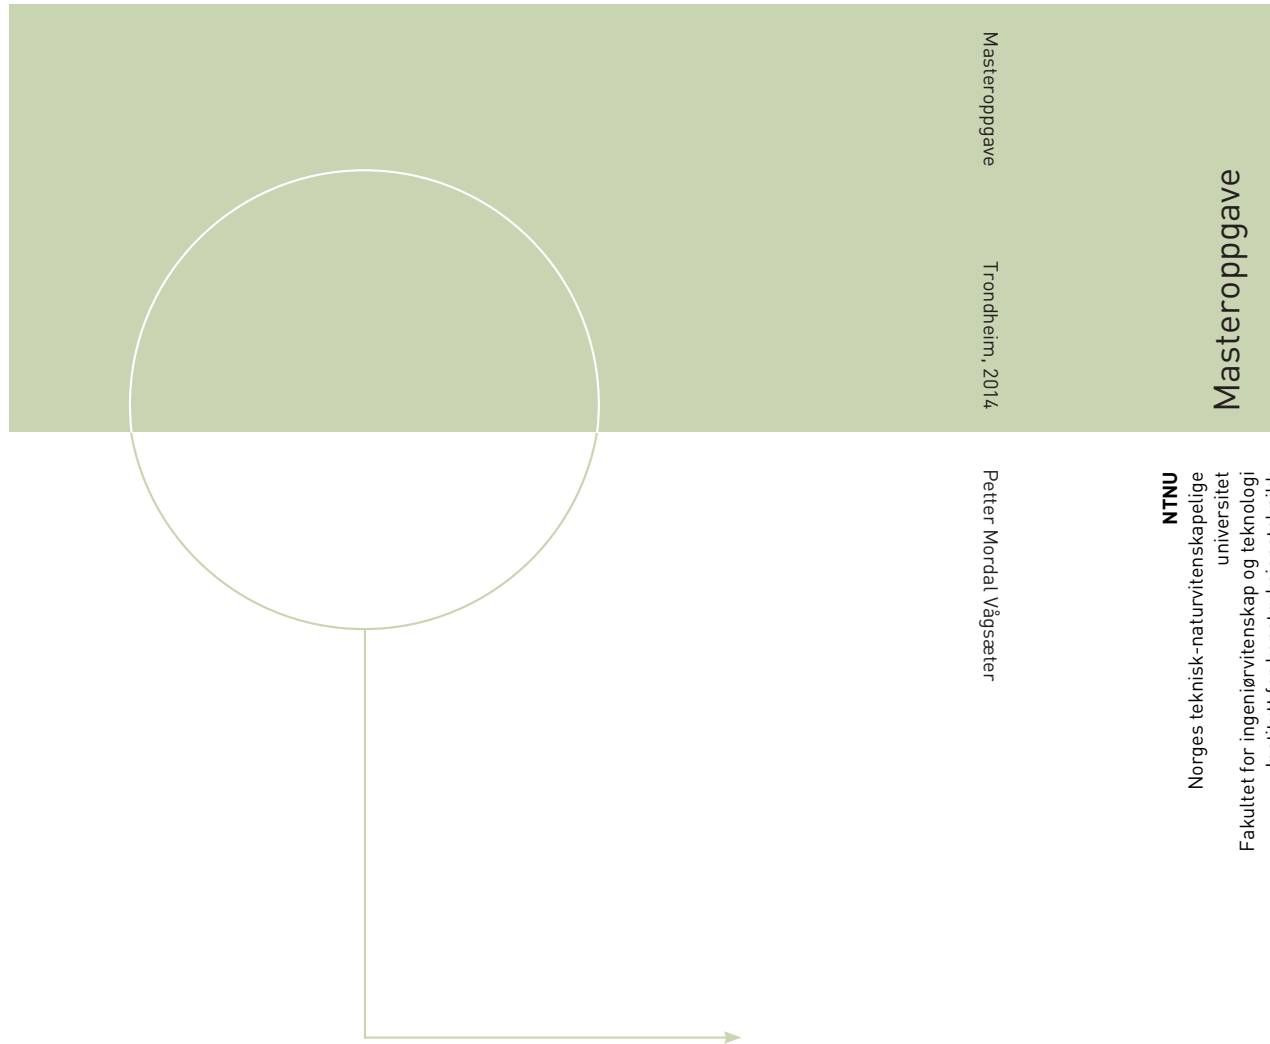 Masteroppgave
Trondheim, 2014
Petter Mordal Vågsæter
Masteroppgave
NTNU
Norges teknisk-naturvitenskapelige
universitet
Fakultet for ingeniørvitenskap og teknologi